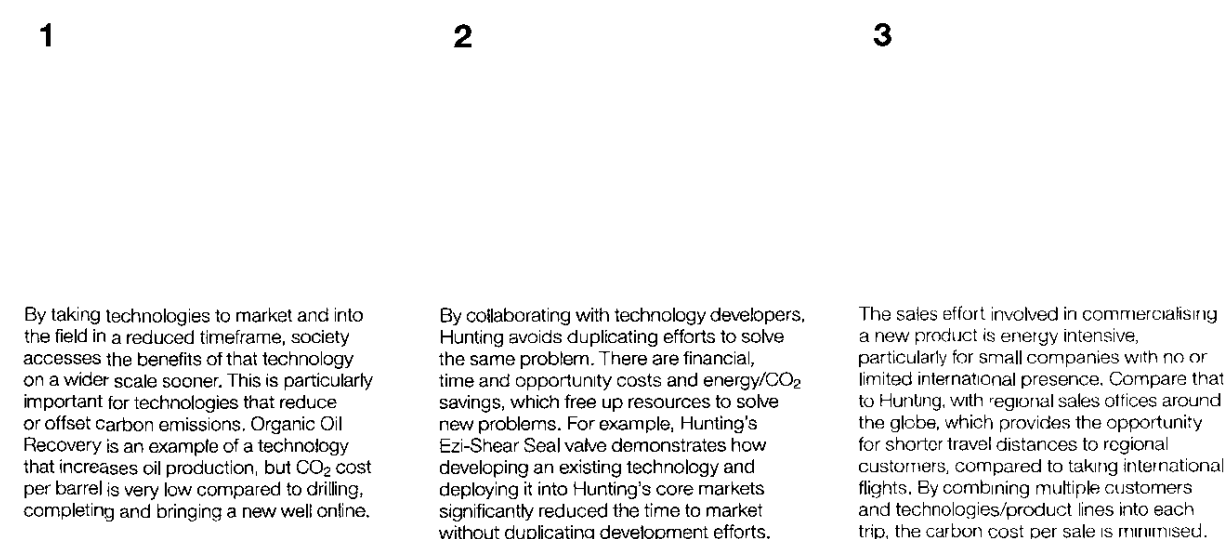 1
By taking technologies to market and into
the field in a reduced timeframe, society
accesses the benefits of that technology
on a wider scale sooner. This is particularly
important for technologies that reduce
or offset carbon emissions. Organic Oil
Recovery is an example of a technology
that increases oil production, but CO₂ cost
per barrel is very low compared to drilling,
completing and bringing a new well online.
2
By collaborating with technology developers,
Hunting avoids duplicating efforts to solve
the same problem. There are financial,
time and opportunity costs and energy/CO₂
savings, which free up resources to solve
new problems. For example, Hunting's
Ezi-Shear Seal valve demonstrates how
developing an existing technology and
deploying it into Hunting's core markets
significantly reduced the time to market
without duplicating development efforts.
3
The sales effort involved in commercialising
a new product is energy intensive,
particularly for small companies with no or
limited international presence. Compare that
to Hunting, with regional sales offices around
the globe, which provides the opportunity
for shorter travel distances to regional
customers, compared to taking international
flights. By combining multiple customers
and technologies/product lines into each
trip, the carbon cost per sale is minimised.